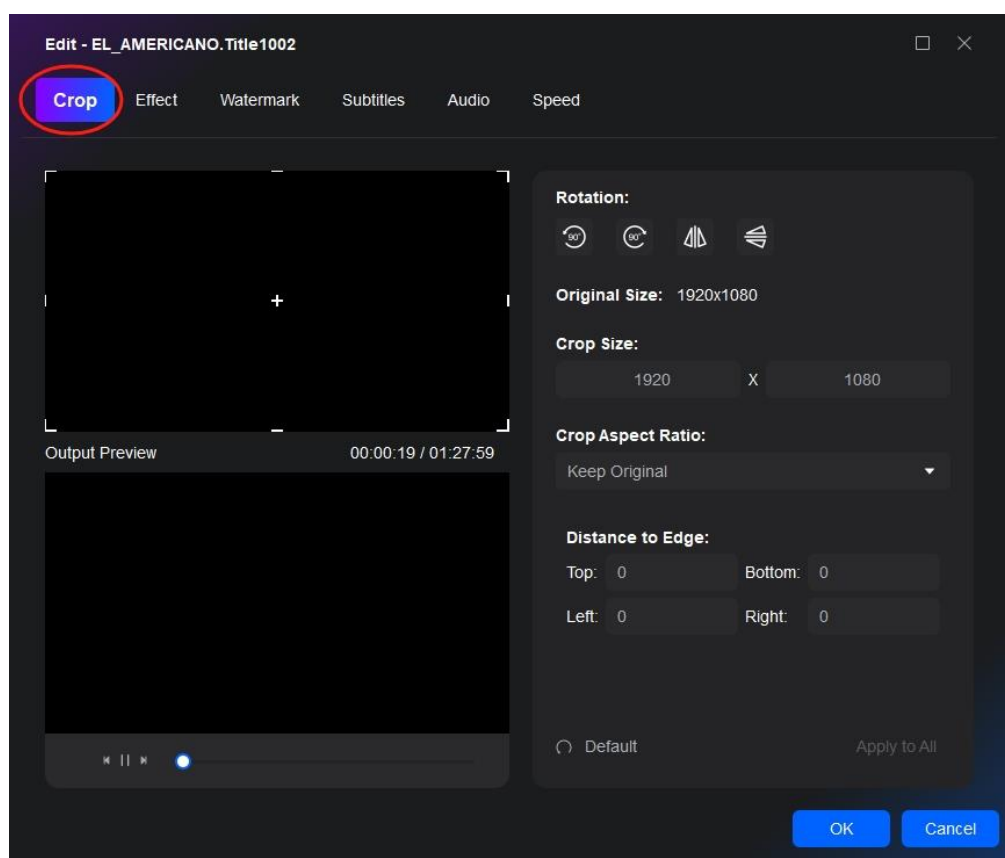 Edit - EL_AMERICANO.Title1002
Crop Effect Watermark Subtitles Audio Speed
Rotation:
90° 90°
Original Size: 1920x1080
Crop Size:
1920 X 1080
Crop Aspect Ratio:
Keep Original
Output Preview 00:00:19 / 01:27:59
Distance to Edge:
Top: 0 Bottom: 0
Left: 0 Right: 0
Default Apply to All
OK Cancel